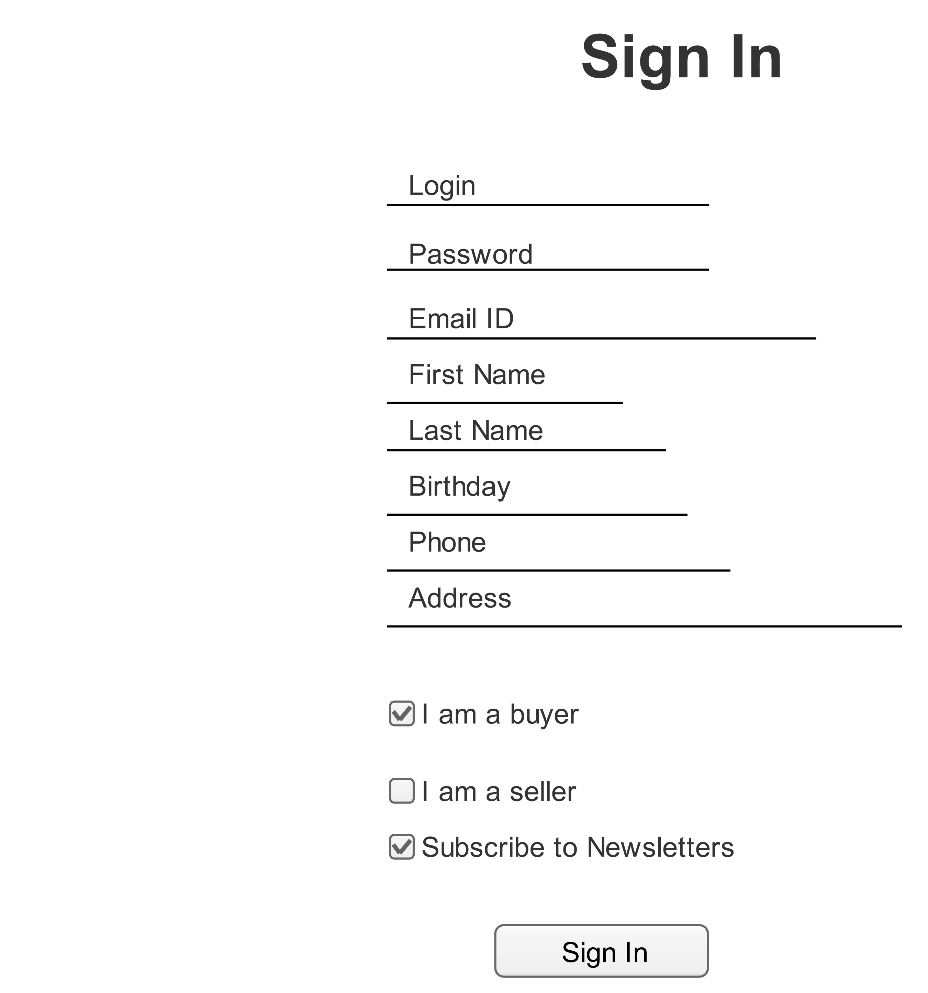 Sign In
Login
Password
Email ID
First Name
Last Name
Birthday
Phone
Address
I am a buyer
I am a seller
Subscribe to Newsletters
Sign In